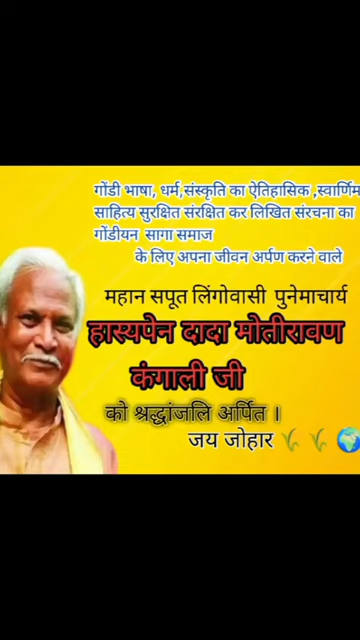 गोंडी भाषा, धर्म,संस्कृति का ऐतिहासिक ,स्वार्णिम
साहित्य सुरक्षित संरक्षित कर लिखित संरचना का
गोंडीयन सागा समाज
के लिए अपना जीवन अर्पण करने वाले
महान सपूत लिंगोवासी पुनेमाचार्य
हास्यपेन दादा मोतीरावण
कंगाली जी
को श्रद्धांजलि अर्पित ।
जय जोहार